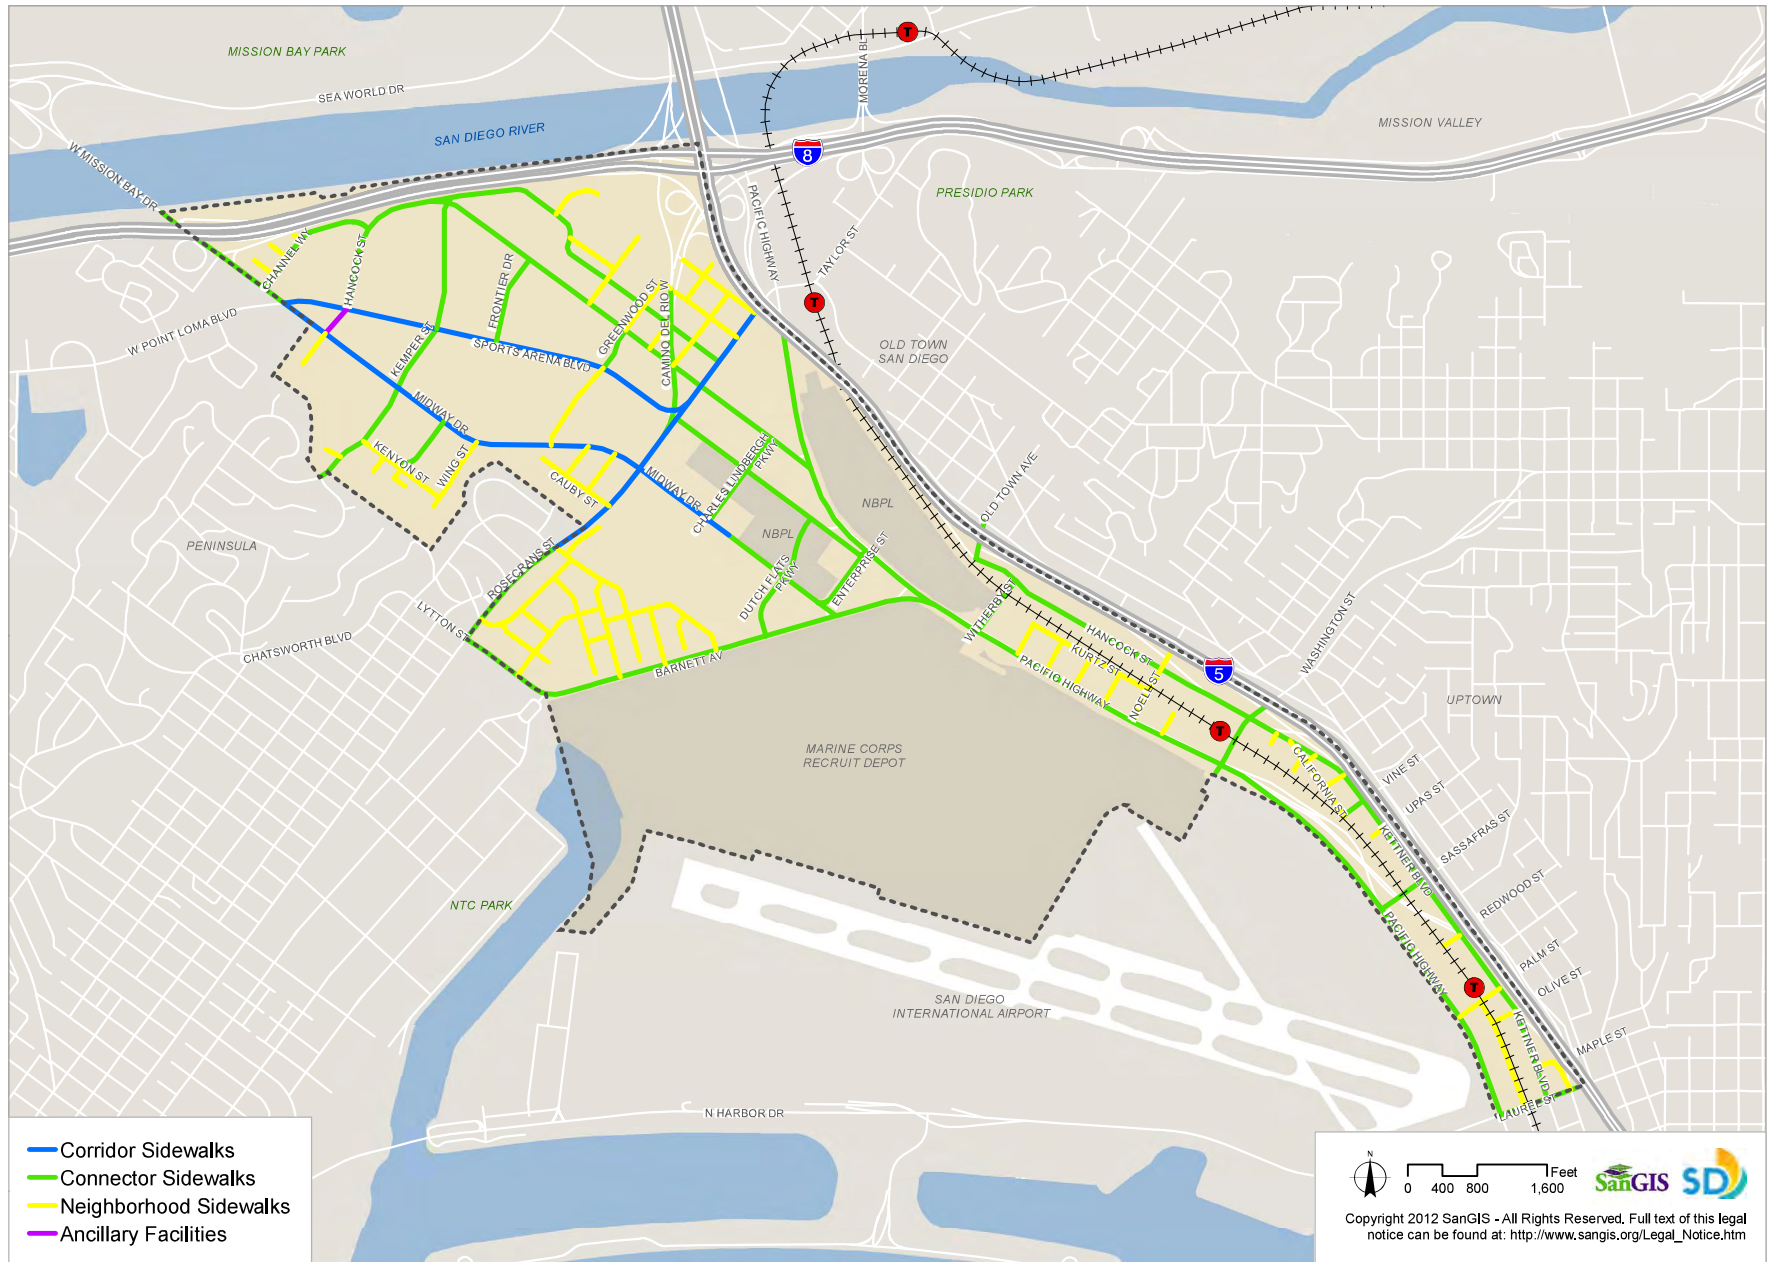 MISSION BAY PARK
SEA WORLD DR
SAN DIEGO RIVER
W MISSION BAY DR
MORENA BL
T
8
MISSION VALLEY
PRESIDIO PARK
PACIFIC HIGHWAY
TAYLOR ST
T
OLD TOWN
SAN DIEGO
CHANNEL WY
HANCOCK ST
FRONTIER DR
GREENWOOD ST
CAMINO DEL RIO W
W POINT LOMA BLVD
KEMPER ST
SPORTS ARENA BLVD
MIDWAY DR
KENYON ST
WING ST
CAUBY ST
MIDWAY DR
CHARLES LINDBERGH
PKWY
NBPL
NBPL
OLD TOWN AVE
PENINSULA
ROSECRANS ST
LYTTON ST
CHATSWORTH BLVD
DUTCH FLATS
PKWY
ENTERPRISE ST
BARNETT AV
WITHERBY ST
HANCOCK ST
KURTZ ST
PACIFIC HIGHWAY
NOELL ST
5
WASHINGTON ST
UPTOWN
T
MARINE CORPS
RECRUIT DEPOT
CALIFORNIA ST
VINE ST
UPAS ST
SASSAFRAS ST
KETTNER BLVD
REDWOOD ST
PALM ST
OLIVE ST
PACIFIC HIGHWAY
T
KETTNER BLVD
MAPLE ST
LAUREL ST
NTC PARK
SAN DIEGO
INTERNATIONAL AIRPORT
N HARBOR DR
Corridor Sidewalks
Connector Sidewalks
Neighborhood Sidewalks
Ancillary Facilities
N
Feet
0 400 800 1,600
SanGIS SD
Copyright 2012 SanGIS - All Rights Reserved. Full text of this legal
notice can be found at: http://www.sangis.org/Legal_Notice.htm